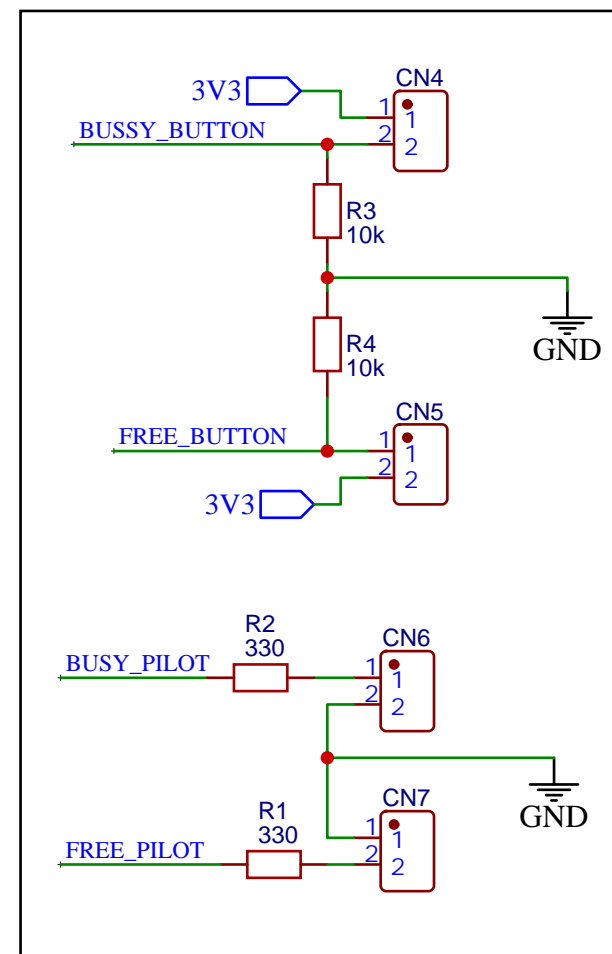 CN4
3V3
1 1
BUSSY_BUTTON
2 2
R3
10k
R4
10k
GND
CN5
FREE_BUTTON
1 1
2 2
3V3
R2
330
CN6
BUSY_PILOT
1 1
2 2
GND
CN7
R1
330
1 1
FREE_PILOT
2 2